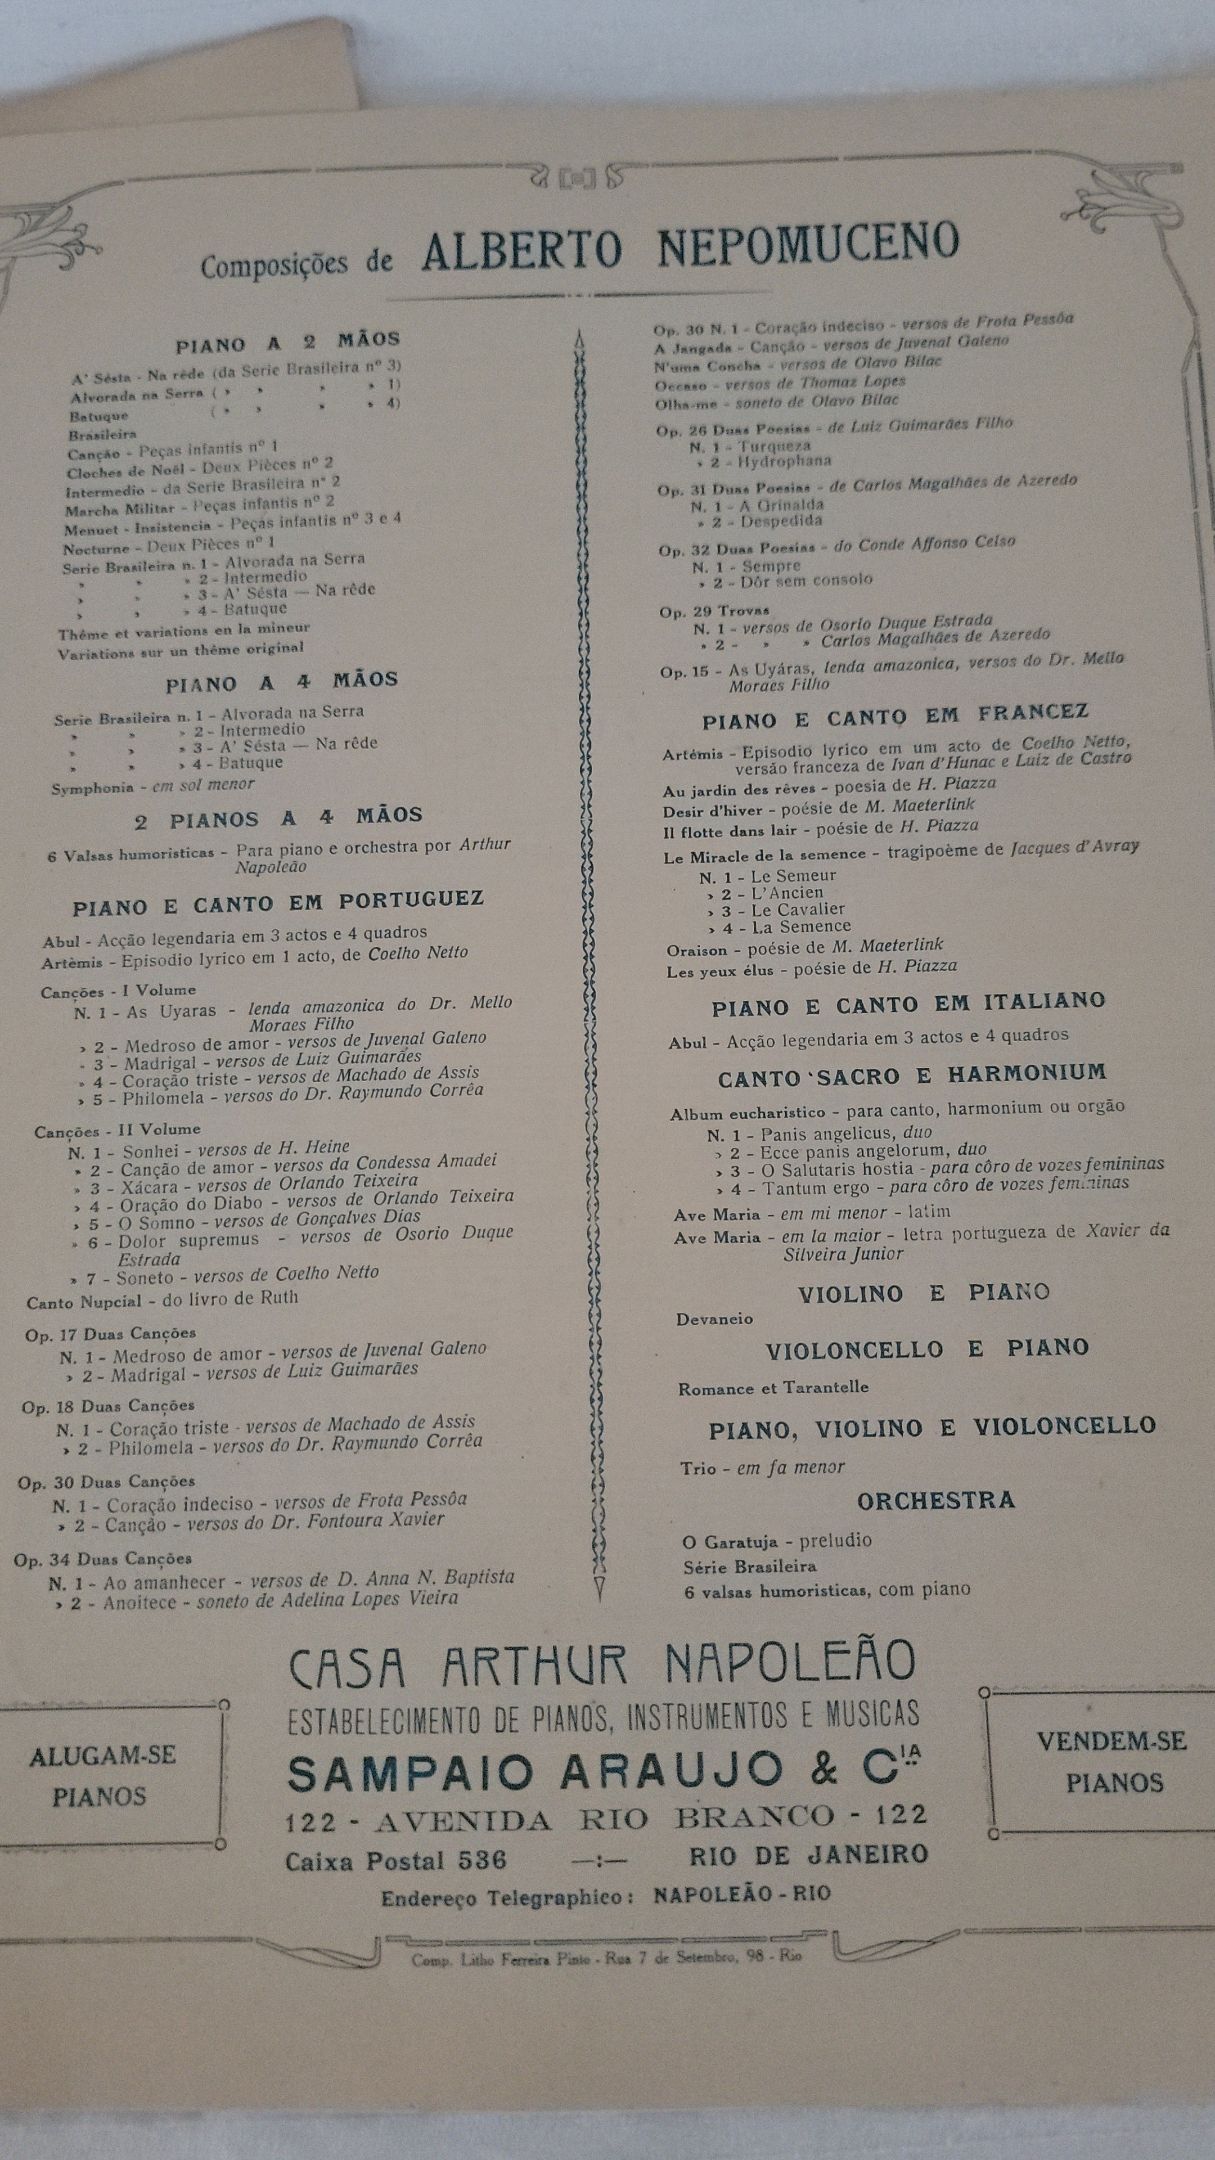 Composições de ALBERTO NEPOMUCENO
PIANO A 2 MÃOS
A' Sésta - Na rêde (da Serie Brasileira nº 3)
Alvorada na Serra ( » » » » 1)
Batuque ( » » » » 4)
Brasileira
Canção - Peças infantis nº 1
Cloches de Noël - Deux Pièces nº 2
Intermedio - da Serie Brasileira nº 2
Marcha Militar - Peças infantis nº 2
Menuet - Insistencia - Peças infantis nº 3 e 4
Nocturne - Deux Pièces nº 1
Serie Brasileira n. 1 - Alvorada na Serra
» » » 2 - Intermedio
» » » 3 - A' Sésta — Na rêde
» » » 4 - Batuque
Thême et variations en la mineur
Variations sur un thême original
PIANO A 4 MÃOS
Serie Brasileira n. 1 - Alvorada na Serra
» » » 2 - Intermedio
» » » 3 - A' Sésta — Na rêde
» » » 4 - Batuque
Symphonia - em sol menor
2 PIANOS A 4 MÃOS
6 Valsas humoristicas - Para piano e orchestra por Arthur
Napoleão
PIANO E CANTO EM PORTUGUEZ
Abul - Acção legendaria em 3 actos e 4 quadros
Artèmis - Episodio lyrico em 1 acto, de Coelho Netto
Canções - I Volume
N. 1 - As Uyaras - lenda amazonica do Dr. Mello
Moraes Filho
» 2 - Medroso de amor - versos de Juvenal Galeno
» 3 - Madrigal - versos de Luiz Guimarães
» 4 - Coração triste - versos de Machado de Assis
» 5 - Philomela - versos do Dr. Raymundo Corrêa
Canções - II Volume
N. 1 - Sonhei - versos de H. Heine
» 2 - Canção de amor - versos da Condessa Amadei
» 3 - Xácara - versos de Orlando Teixeira
» 4 - Oração do Diabo - versos de Orlando Teixeira
» 5 - O Somno - versos de Gonçalves Dias
» 6 - Dolor supremus - versos de Osorio Duque
Estrada
» 7 - Soneto - versos de Coelho Netto
Canto Nupcial - do livro de Ruth
Op. 17 Duas Canções
N. 1 - Medroso de amor - versos de Juvenal Galeno
» 2 - Madrigal - versos de Luiz Guimarães
Op. 18 Duas Canções
N. 1 - Coração triste - versos de Machado de Assis
» 2 - Philomela - versos do Dr. Raymundo Corrêa
Op. 30 Duas Canções
N. 1 - Coração indeciso - versos de Frota Pessôa
» 2 - Canção - versos do Dr. Fontoura Xavier
Op. 34 Duas Canções
N. 1 - Ao amanhecer - versos de D. Anna N. Baptista
» 2 - Anoitece - soneto de Adelina Lopes Vieira
Op. 30 N. 1 - Coração indeciso - versos de Frota Pessôa
A Jangada - Canção - versos de Juvenal Galeno
N'uma Concha - versos de Olavo Bilac
Occaso - versos de Thomaz Lopes
Olha-me - soneto de Olavo Bilac
Op. 26 Duas Poesias - de Luiz Guimarães Filho
N. 1 - Turqueza
» 2 - Hydrophana
Op. 31 Duas Poesias - de Carlos Magalhães de Azeredo
N. 1 - A Grinalda
» 2 - Despedida
Op. 32 Duas Poesias - do Conde Affonso Celso
N. 1 - Sempre
» 2 - Dôr sem consolo
Op. 29 Trovas
N. 1 - versos de Osorio Duque Estrada
» 2 - » » Carlos Magalhães de Azeredo
Op. 15 - As Uyáras, lenda amazonica, versos do Dr. Mello
Moraes Filho
PIANO E CANTO EM FRANCEZ
Artémis - Episodio lyrico em um acto de Coelho Netto,
versão franceza de Ivan d'Hunac e Luiz de Castro
Au jardin des rêves - poesia de H. Piazza
Desir d'hiver - poésie de M. Maeterlink
Il flotte dans lair - poésie de H. Piazza
Le Miracle de la semence - tragipoème de Jacques d'Avray
N. 1 - Le Semeur
» 2 - L'Ancien
» 3 - Le Cavalier
» 4 - La Semence
Oraison - poésie de M. Maeterlink
Les yeux élus - poésie de H. Piazza
PIANO E CANTO EM ITALIANO
Abul - Acção legendaria em 3 actos e 4 quadros
CANTO SACRO E HARMONIUM
Album eucharistico - para canto, harmonium ou orgão
N. 1 - Panis angelicus, duo
» 2 - Ecce panis angelorum, duo
» 3 - O Salutaris hostia - para côro de vozes femininas
» 4 - Tantum ergo - para côro de vozes femininas
Ave Maria - em mi menor - latim
Ave Maria - em la maior - letra portugueza de Xavier da
Silveira Junior
VIOLINO E PIANO
Devaneio
VIOLONCELLO E PIANO
Romance et Tarantelle
PIANO, VIOLINO E VIOLONCELLO
Trio - em fa menor
ORCHESTRA
O Garatuja - preludio
Série Brasileira
6 valsas humoristicas, com piano
CASA ARTHUR NAPOLEÃO
ESTABELECIMENTO DE PIANOS, INSTRUMENTOS E MUSICAS
SAMPAIO ARAUJO & CIA
122 - AVENIDA RIO BRANCO - 122
Caixa Postal 536 —:— RIO DE JANEIRO
Endereço Telegraphico: NAPOLEÃO - RIO
ALUGAM-SE
PIANOS
VENDEM-SE
PIANOS
Comp. Litho Ferreira Pinto - Rua 7 de Setembro, 98 - Rio